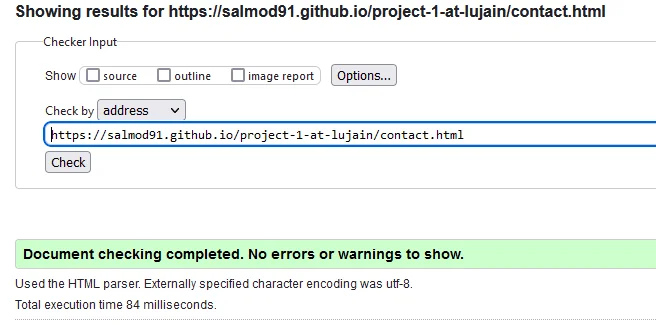 Showing results for https://salmod91.github.io/project-1-at-lujain/contact.html
Checker Input
Show source outline image report Options...
Check by address
https://salmod91.github.io/project-1-at-lujain/contact.html
Check
Document checking completed. No errors or warnings to show.
Used the HTML parser. Externally specified character encoding was utf-8.
Total execution time 84 milliseconds.